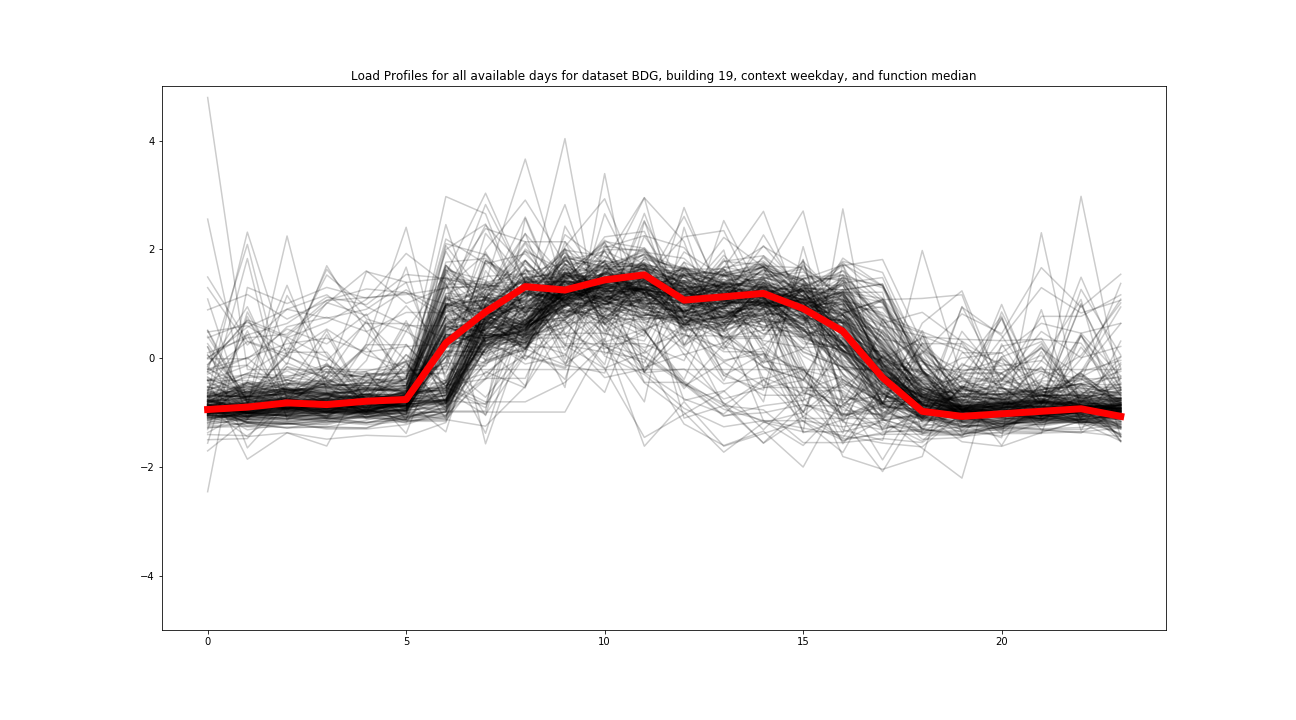 Load Profiles for all available days for dataset BDG, building 19, context weekday, and function median
4
2
0
−2
−4
0 5 10 15 20